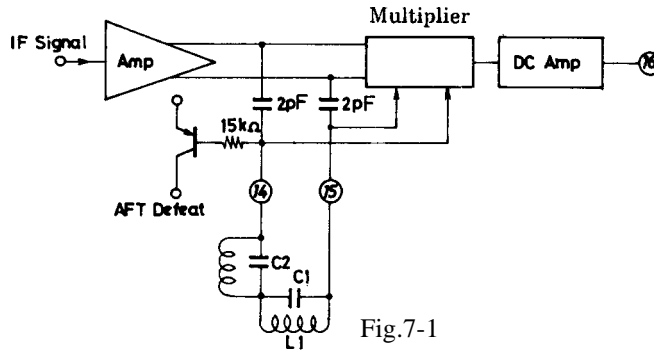 Multiplier
IF Signal
Amp
DC Amp
16
2pF
2pF
15kΩ
14
15
AFT Defeat
C2
C1
L1
Fig.7-1